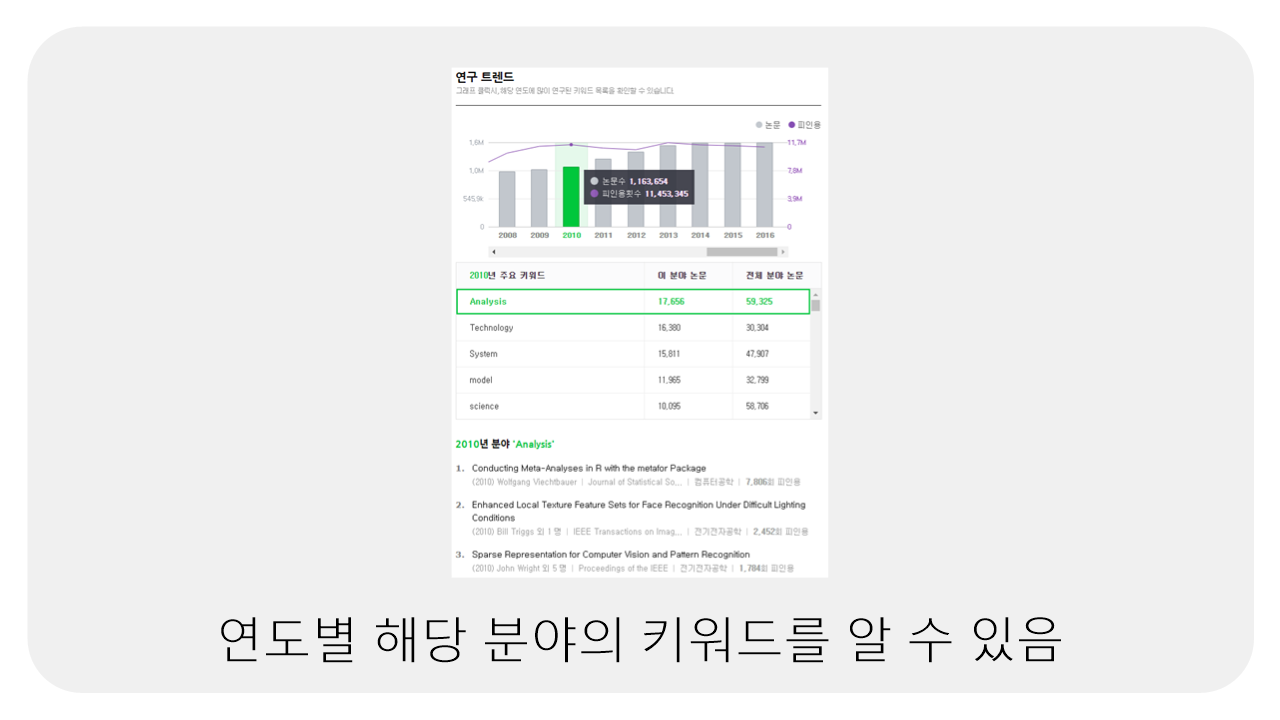 연구 트렌드
그래프 클릭시, 해당 연도에 많이 연구된 키워드 목록을 확인할 수 있습니다.
논문 피인용
1,6M 11,7M
1,0M 7,8M
545,9k 3,9M
0 0
논문수 1,163,654
피인용횟수 11,453,345
2008 2009 2010 2011 2012 2013 2014 2015 2016
2010년 주요 키워드 이 분야 논문 전체 분야 논문
Analysis 17,656 59,325
Technology 16,380 30,304
System 15,811 47,907
model 11,965 32,799
science 10,095 58,706
2010년 분야 'Analysis'
1. Conducting Meta-Analyses in R with the metafor Package
(2010) Wolfgang Viechtbauer | Journal of Statistical So... | 컴퓨터공학 | 7,806회 피인용
2. Enhanced Local Texture Feature Sets for Face Recognition Under Difficult Lighting
Conditions
(2010) Bill Triggs 외 1 명 | IEEE Transactions on Imag... | 전기전자공학 | 2,452회 피인용
3. Sparse Representation for Computer Vision and Pattern Recognition
(2010) John Wright 외 5 명 | Proceedings of the IEEE | 전기전자공학 | 1,784회 피인용
연도별 해당 분야의 키워드를 알 수 있음